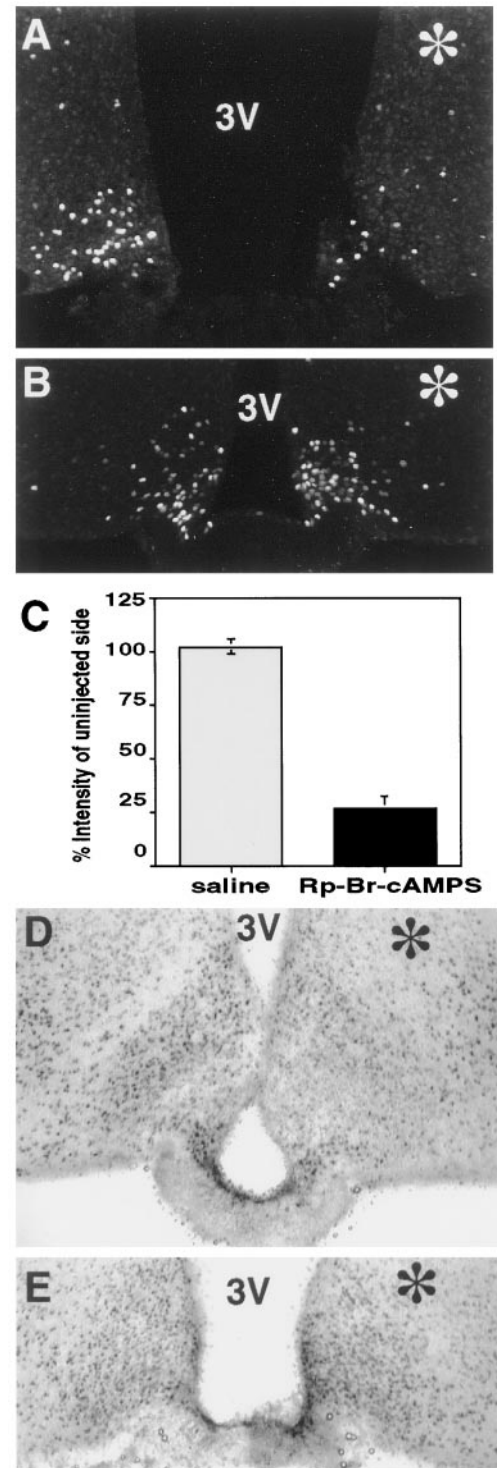 A
3V
B
3V
C
% Intensity of uninjected side
125
100
75
50
25
0
saline
Rp-Br-cAMPS
D
3V
E
3V